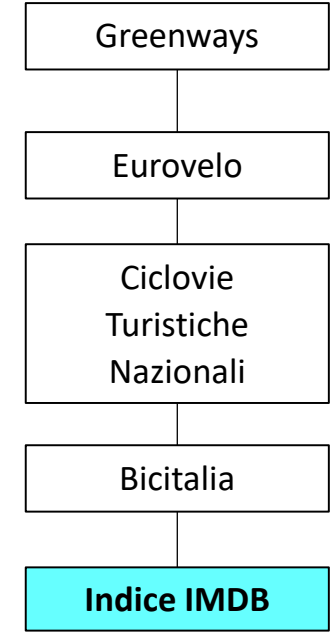 Greenways
Eurovelo
Ciclovie
Turistiche
Nazionali
Bicitalia
Indice IMDB